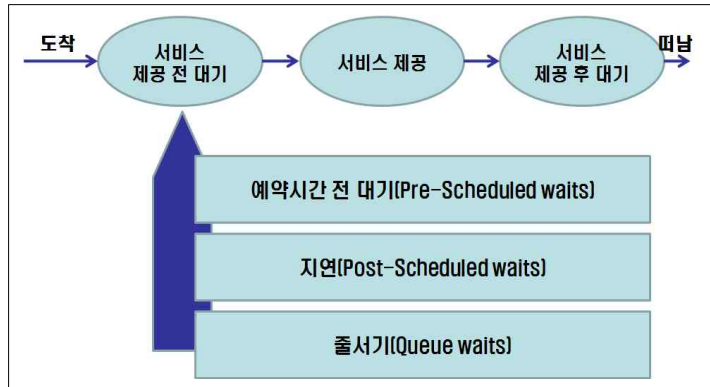 도착
서비스
제공 전 대기
서비스 제공
서비스
제공 후 대기
떠남
예약시간 전 대기(Pre-Scheduled waits)
지연(Post-Scheduled waits)
줄서기(Queue waits)